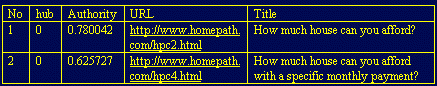 No hub Authority URL Title
1 0 0.780042 http://www.homepath. How much house can you afford?
com/hpc2.html
2 0 0.625727 http://www.homepath. How much house can you afford
com/hpc4.html with a specific monthly payment?